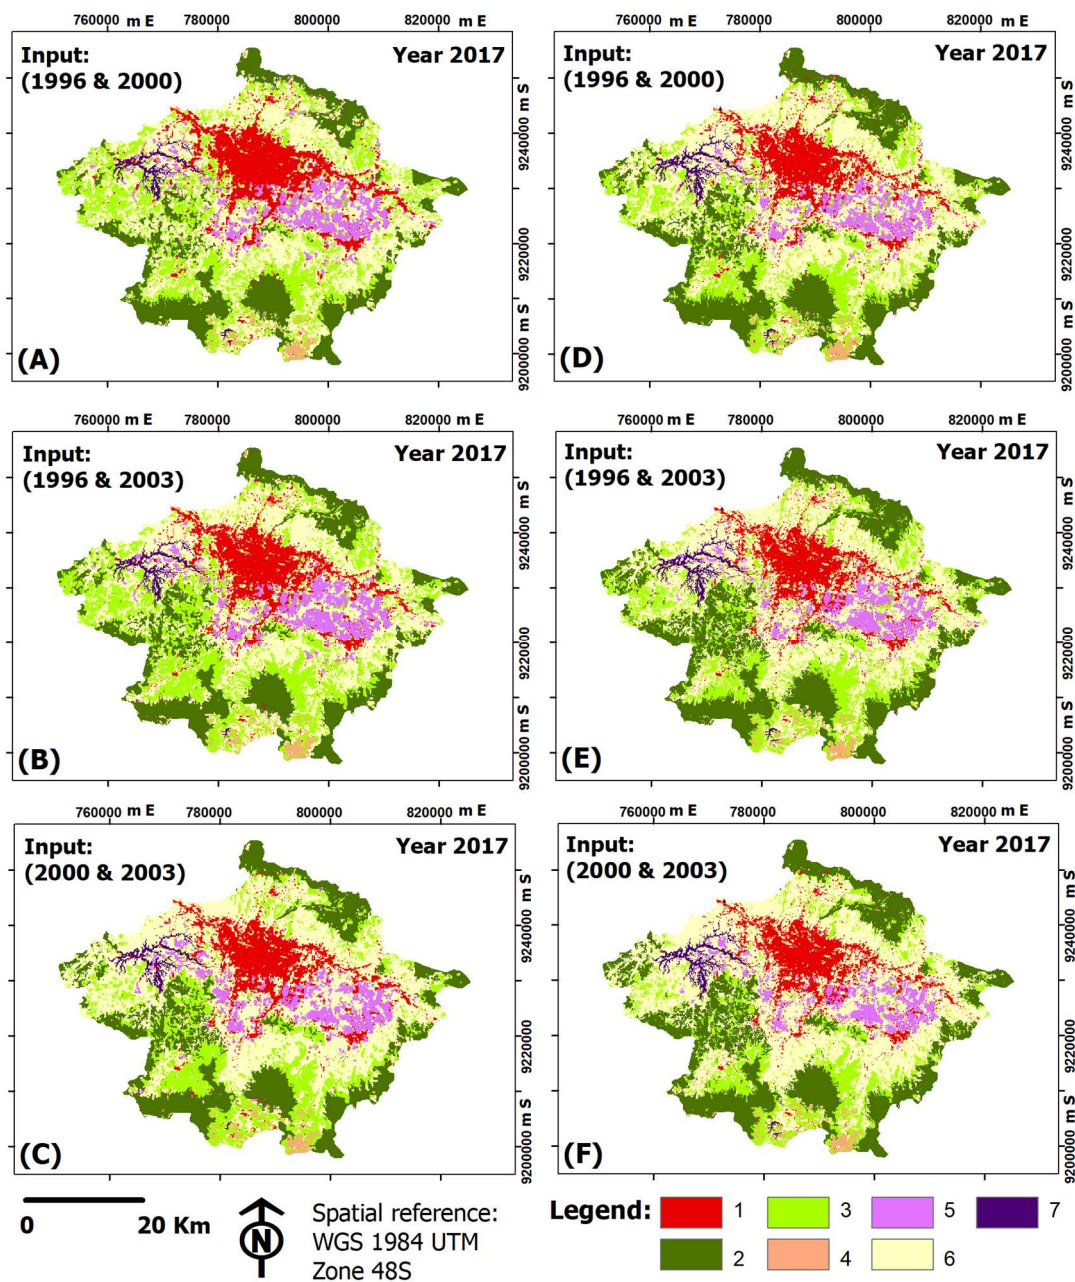 760000 m E 780000 800000 820000
Input:
(1996 & 2000)
Year 2017
9200000 m S 9220000 9240000 m S
(A)
760000 m E 780000 800000 820000
Input:
(1996 & 2000)
Year 2017
9200000 m S 9220000 9240000 m S
(D)
760000 m E 780000 800000 820000
Input:
(1996 & 2003)
Year 2017
9200000 m S 9220000 9240000 m S
(B)
760000 m E 780000 800000 820000
Input:
(1996 & 2003)
Year 2017
9200000 m S 9220000 9240000 m S
(E)
760000 m E 780000 800000 820000
Input:
(2000 & 2003)
Year 2017
9200000 m S 9220000 9240000 m S
(C)
760000 m E 780000 800000 820000
Input:
(2000 & 2003)
Year 2017
9200000 m S 9220000 9240000 m S
(F)
0 20 Km
N
Spatial reference:
WGS 1984 UTM
Zone 48S
Legend: 1 3 5 7
2 4 6